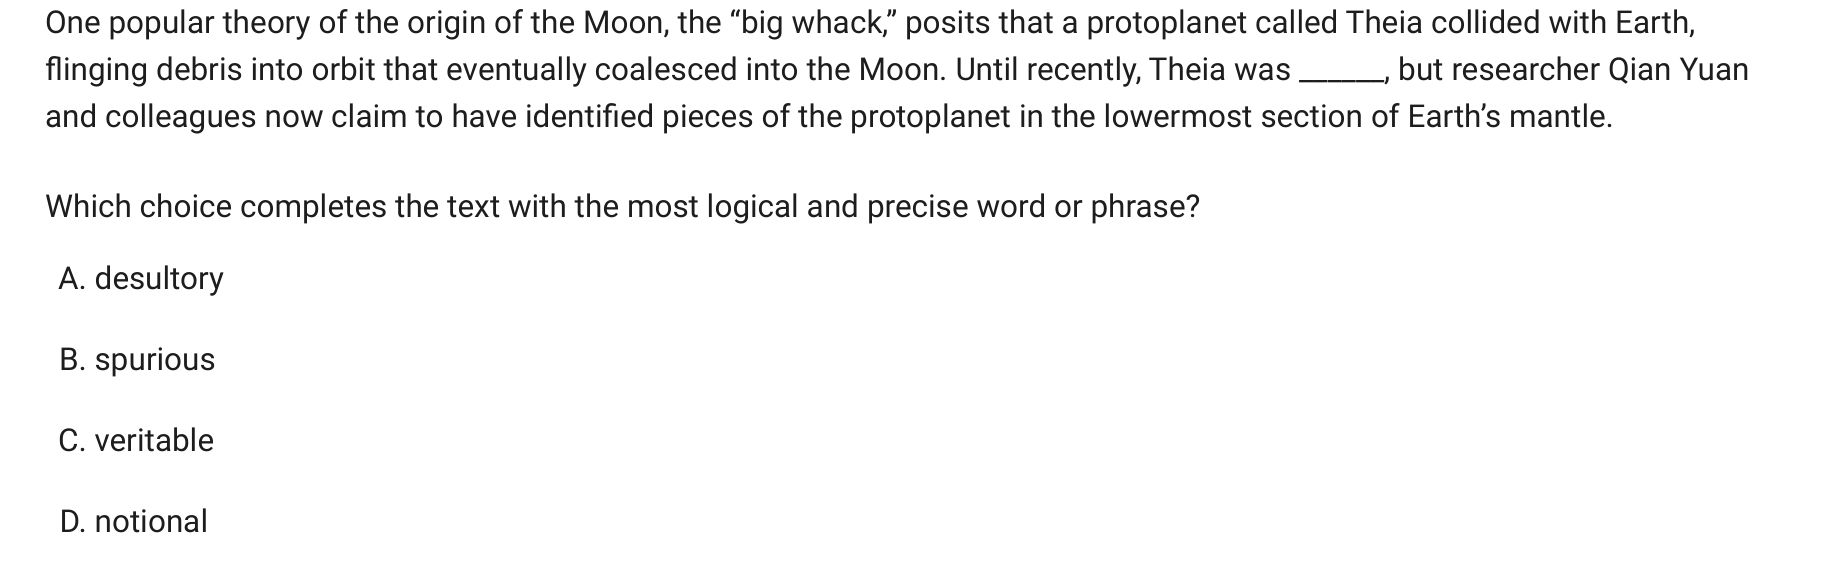 One popular theory of the origin of the Moon, the “big whack,” posits that a protoplanet called Theia collided with Earth,
flinging debris into orbit that eventually coalesced into the Moon. Until recently, Theia was ______, but researcher Qian Yuan
and colleagues now claim to have identified pieces of the protoplanet in the lowermost section of Earth’s mantle.
Which choice completes the text with the most logical and precise word or phrase?
A. desultory
B. spurious
C. veritable
D. notional